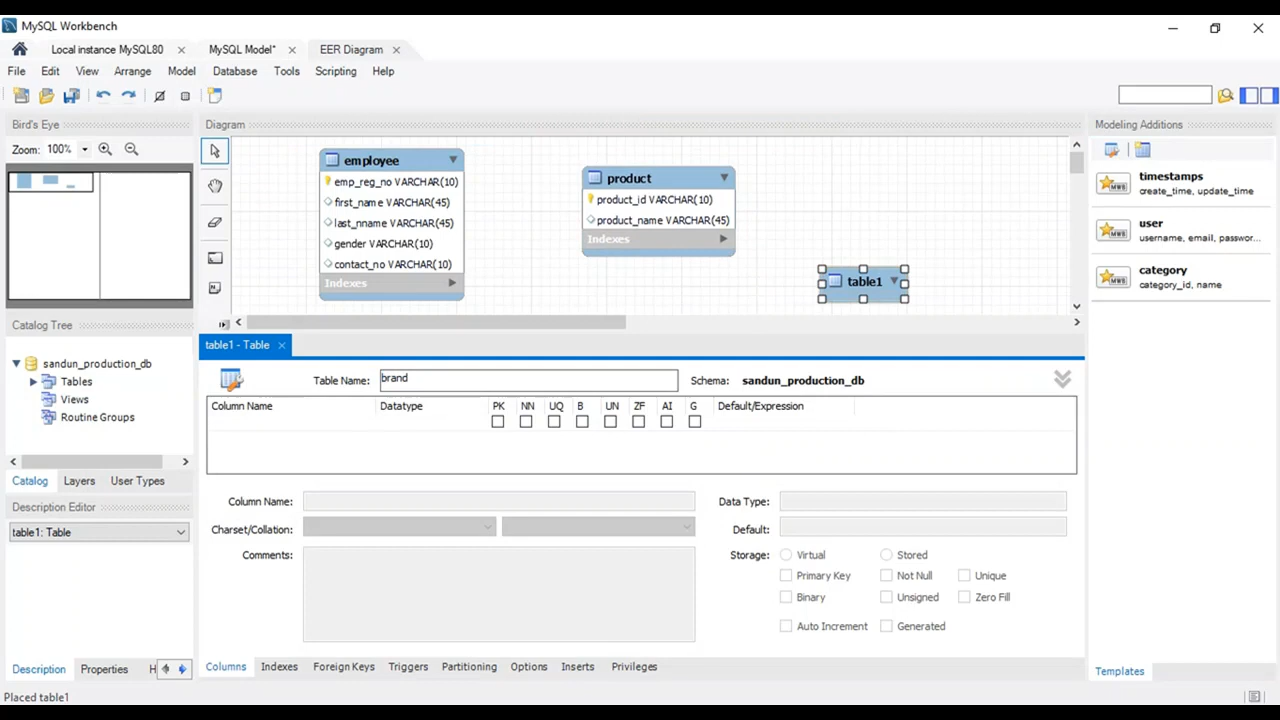 MySQL Workbench
Local instance MySQL80
MySQL Model*
EER Diagram
File Edit View Arrange Model Database Tools Scripting Help
Bird's Eye
Zoom: 100%
Diagram
employee
emp_reg_no VARCHAR(10)
first_name VARCHAR(45)
last_nname VARCHAR(45)
gender VARCHAR(10)
contact_no VARCHAR(10)
Indexes
product
product_id VARCHAR(10)
product_name VARCHAR(45)
Indexes
table1
Modeling Additions
timestamps
create_time, update_time
user
username, email, passwor...
category
category_id, name
Catalog Tree
sandun_production_db
Tables
Views
Routine Groups
Catalog Layers User Types
Description Editor
table1: Table
Description Properties H
table1 - Table
Table Name: brand Schema: sandun_production_db
Column Name Datatype PK NN UQ B UN ZF AI G Default/Expression
Column Name: Data Type:
Charset/Collation: Default:
Comments: Storage: Virtual Stored
Primary Key Not Null Unique
Binary Unsigned Zero Fill
Auto Increment Generated
Columns Indexes Foreign Keys Triggers Partitioning Options Inserts Privileges
Templates
Placed table1